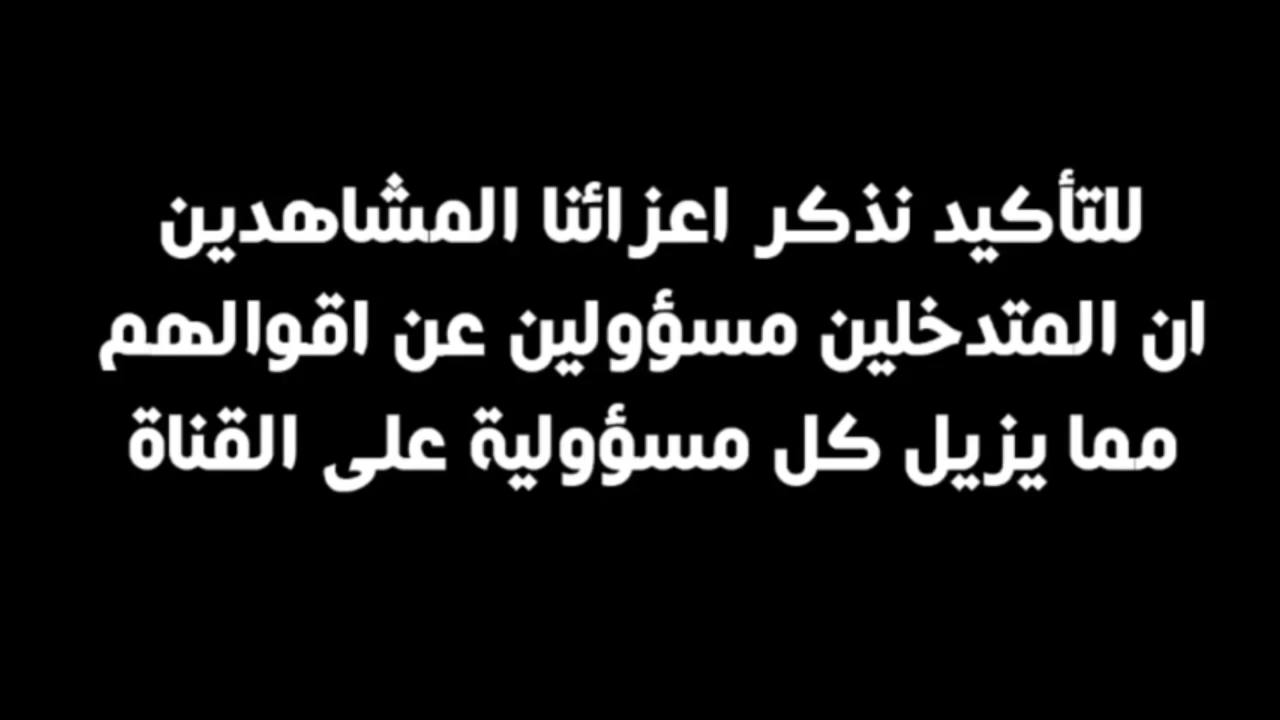 للتأكيد نذكر اعزائنا المشاهدين
ان المتدخلين مسؤولين عن اقوالهم
مما يزيل كل مسؤولية على القناة